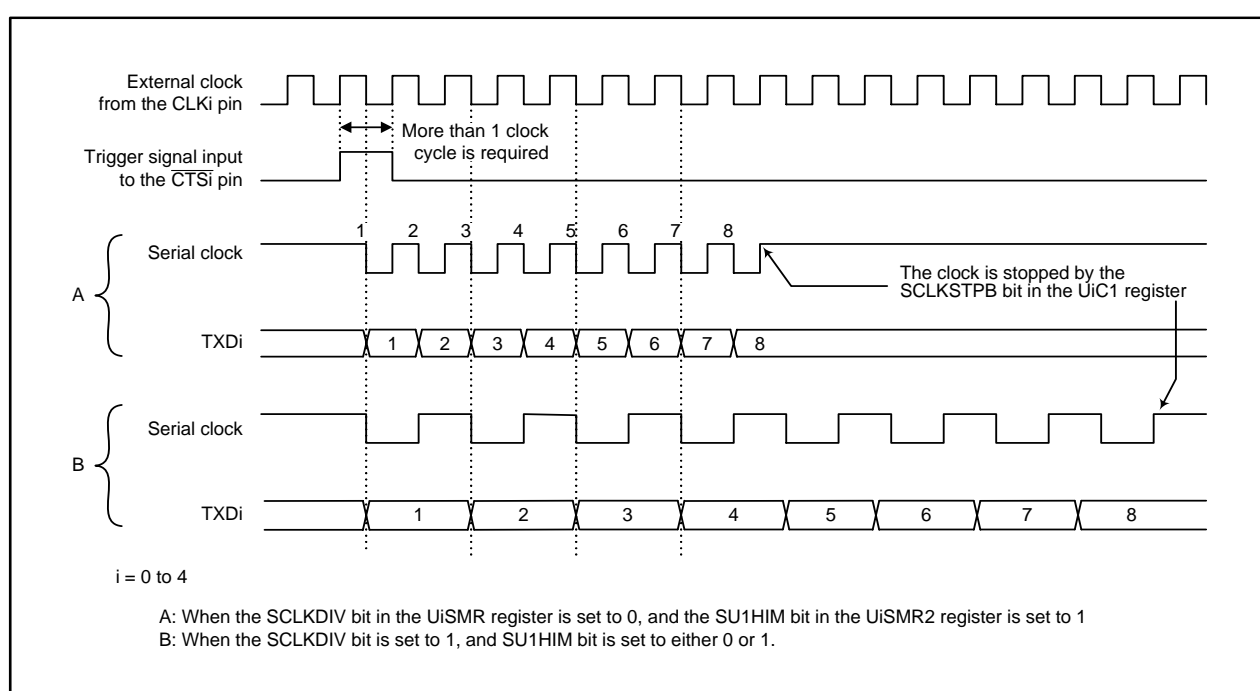 External clock
from the CLKi pin
More than 1 clock
cycle is required
Trigger signal input
to the CTSi pin
1 2 3 4 5 6 7 8
Serial clock
The clock is stopped by the
SCLKSTPB bit in the UiC1 register
A
TXDi
1 2 3 4 5 6 7 8
Serial clock
B
TXDi
1 2 3 4 5 6 7 8
i = 0 to 4
A: When the SCLKDIV bit in the UiSMR register is set to 0, and the SU1HIM bit in the UiSMR2 register is set to 1
B: When the SCLKDIV bit is set to 1, and SU1HIM bit is set to either 0 or 1.